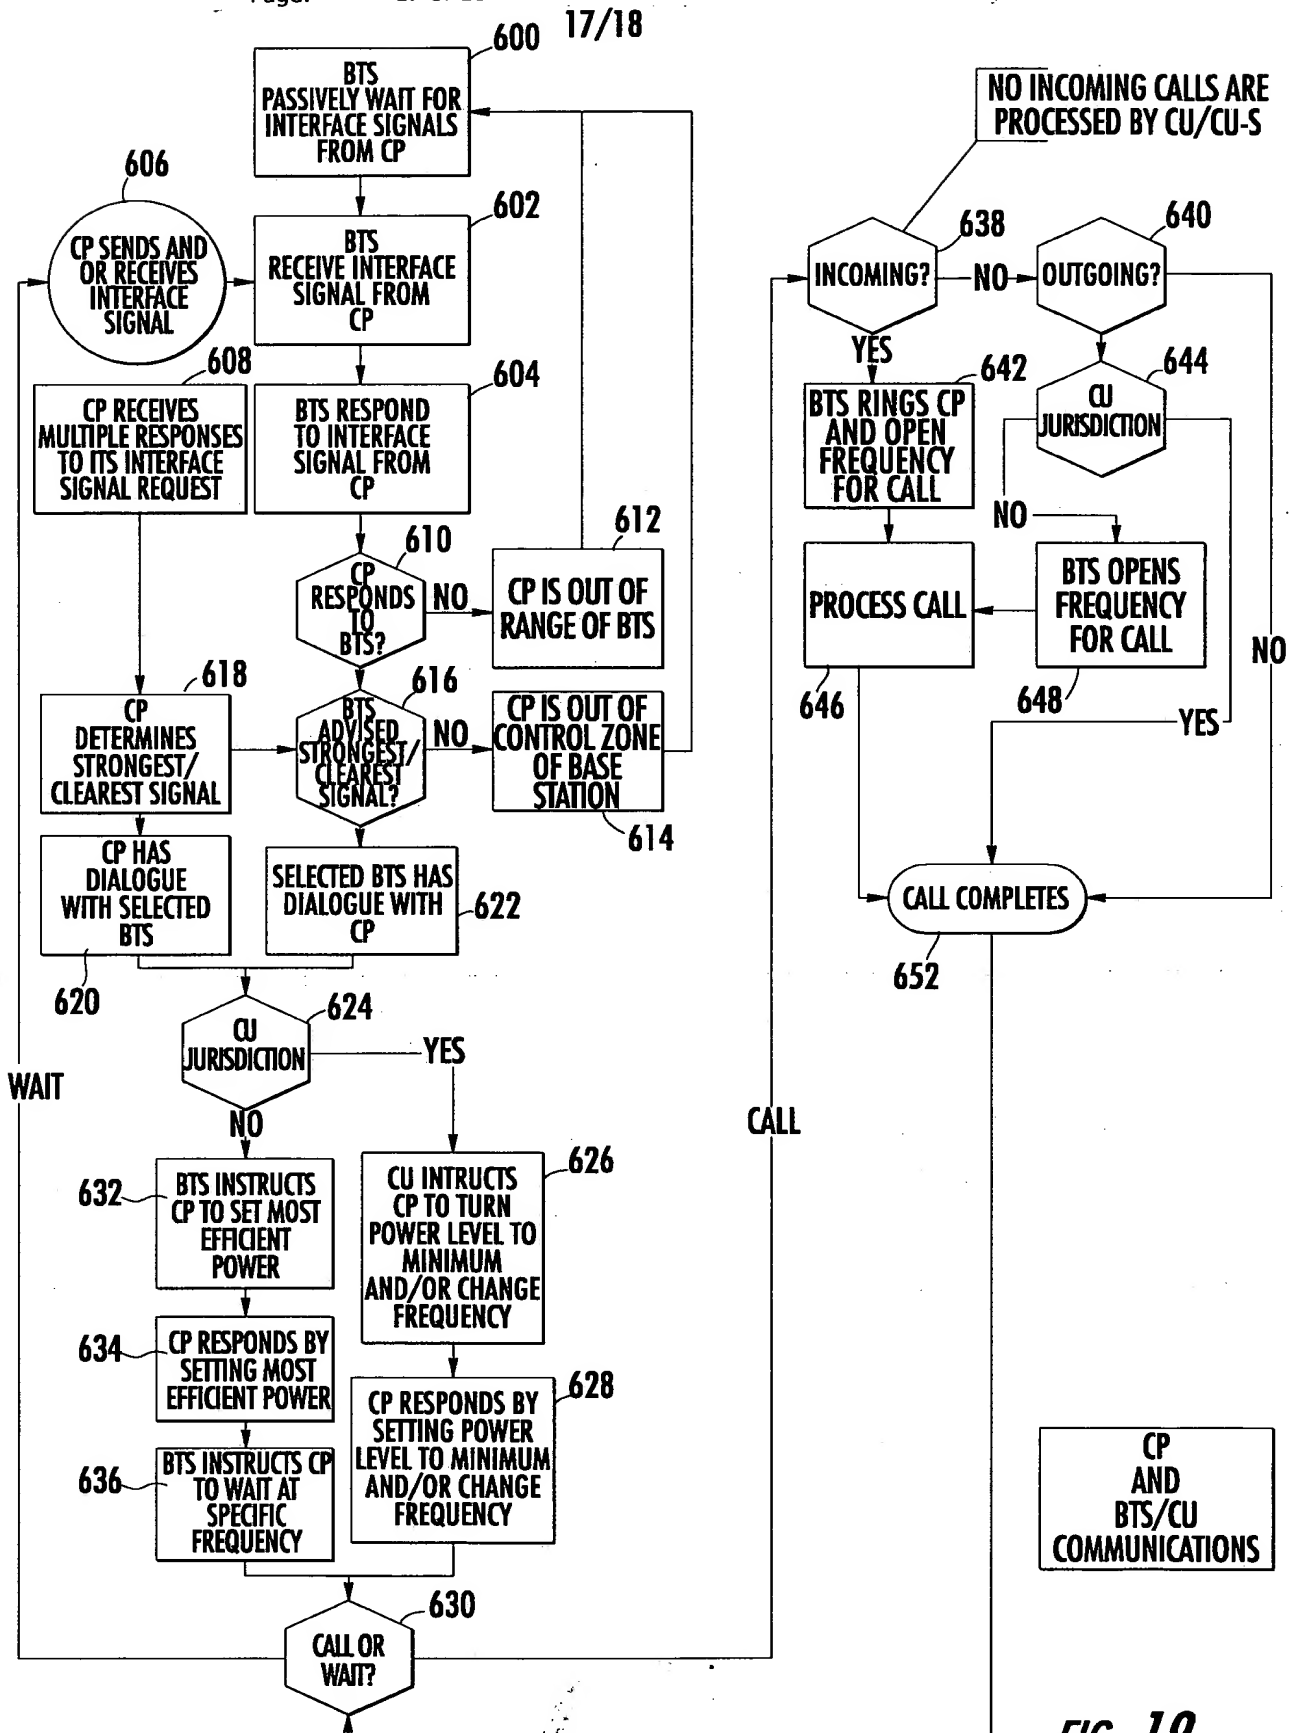 17/18
600
BTS
PASSIVELY WAIT FOR
INTERFACE SIGNALS
FROM CP
606
CP SENDS AND
OR RECEIVES
INTERFACE
SIGNAL
602
BTS
RECEIVE INTERFACE
SIGNAL FROM
CP
608
CP RECEIVES
MULTIPLE RESPONSES
TO ITS INTERFACE
SIGNAL REQUEST
604
BTS RESPOND
TO INTERFACE
SIGNAL FROM
CP
610
CP
RESPONDS
TO
BTS?
NO
612
CP IS OUT OF
RANGE OF BTS
618
CP
DETERMINES
STRONGEST/
CLEAREST SIGNAL
616
BTS
ADVISED
STRONGEST/
CLEAREST
SIGNAL?
NO
CP IS OUT OF
CONTROL ZONE
OF BASE
STATION
614
CP HAS
DIALOGUE
WITH SELECTED
BTS
620
SELECTED BTS HAS
DIALOGUE WITH
CP
622
624
CU
JURISDICTION
YES
NO
WAIT
632
BTS INSTRUCTS
CP TO SET MOST
EFFICIENT
POWER
626
CU INTRUCTS
CP TO TURN
POWER LEVEL TO
MINIMUM
AND/OR CHANGE
FREQUENCY
634
CP RESPONDS BY
SETTING MOST
EFFICIENT POWER
628
CP RESPONDS BY
SETTING POWER
LEVEL TO MINIMUM
AND/OR CHANGE
FREQUENCY
636
BTS INSTRUCTS CP
TO WAIT AT
SPECIFIC
FREQUENCY
630
CALL OR
WAIT?
CALL
NO INCOMING CALLS ARE
PROCESSED BY CU/CU-S
638
INCOMING?
NO
640
OUTGOING?
YES
642
BTS RINGS CP
AND OPEN
FREQUENCY
FOR CALL
644
CU
JURISDICTION
NO
PROCESS CALL
646
BTS OPENS
FREQUENCY
FOR CALL
648
NO
YES
CALL COMPLETES
652
CP
AND
BTS/CU
COMMUNICATIONS